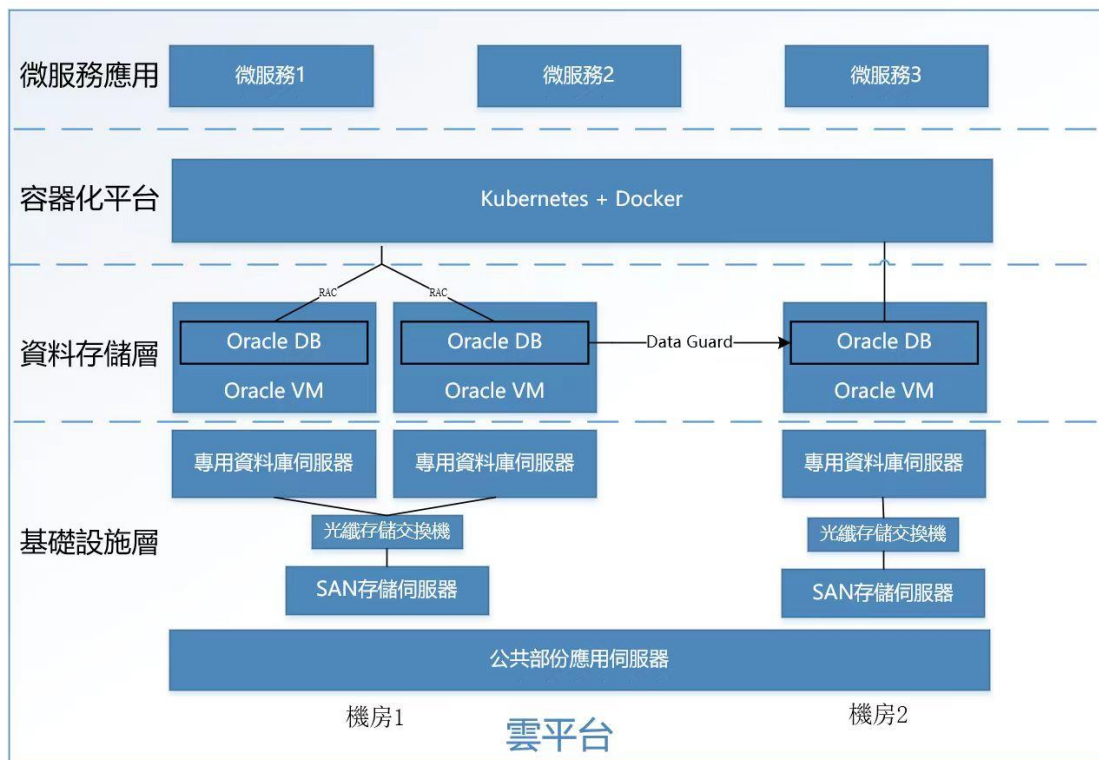 微服務應用
微服務1
微服務2
微服務3
容器化平台
Kubernetes + Docker
RAC
RAC
資料存儲層
Oracle DB
Oracle DB
Data Guard
Oracle DB
Oracle VM
Oracle VM
Oracle VM
專用資料庫伺服器
專用資料庫伺服器
專用資料庫伺服器
基礎設施層
光纖存儲交換機
光纖存儲交換機
SAN存儲伺服器
SAN存儲伺服器
公共部份應用伺服器
機房1
機房2
雲平台